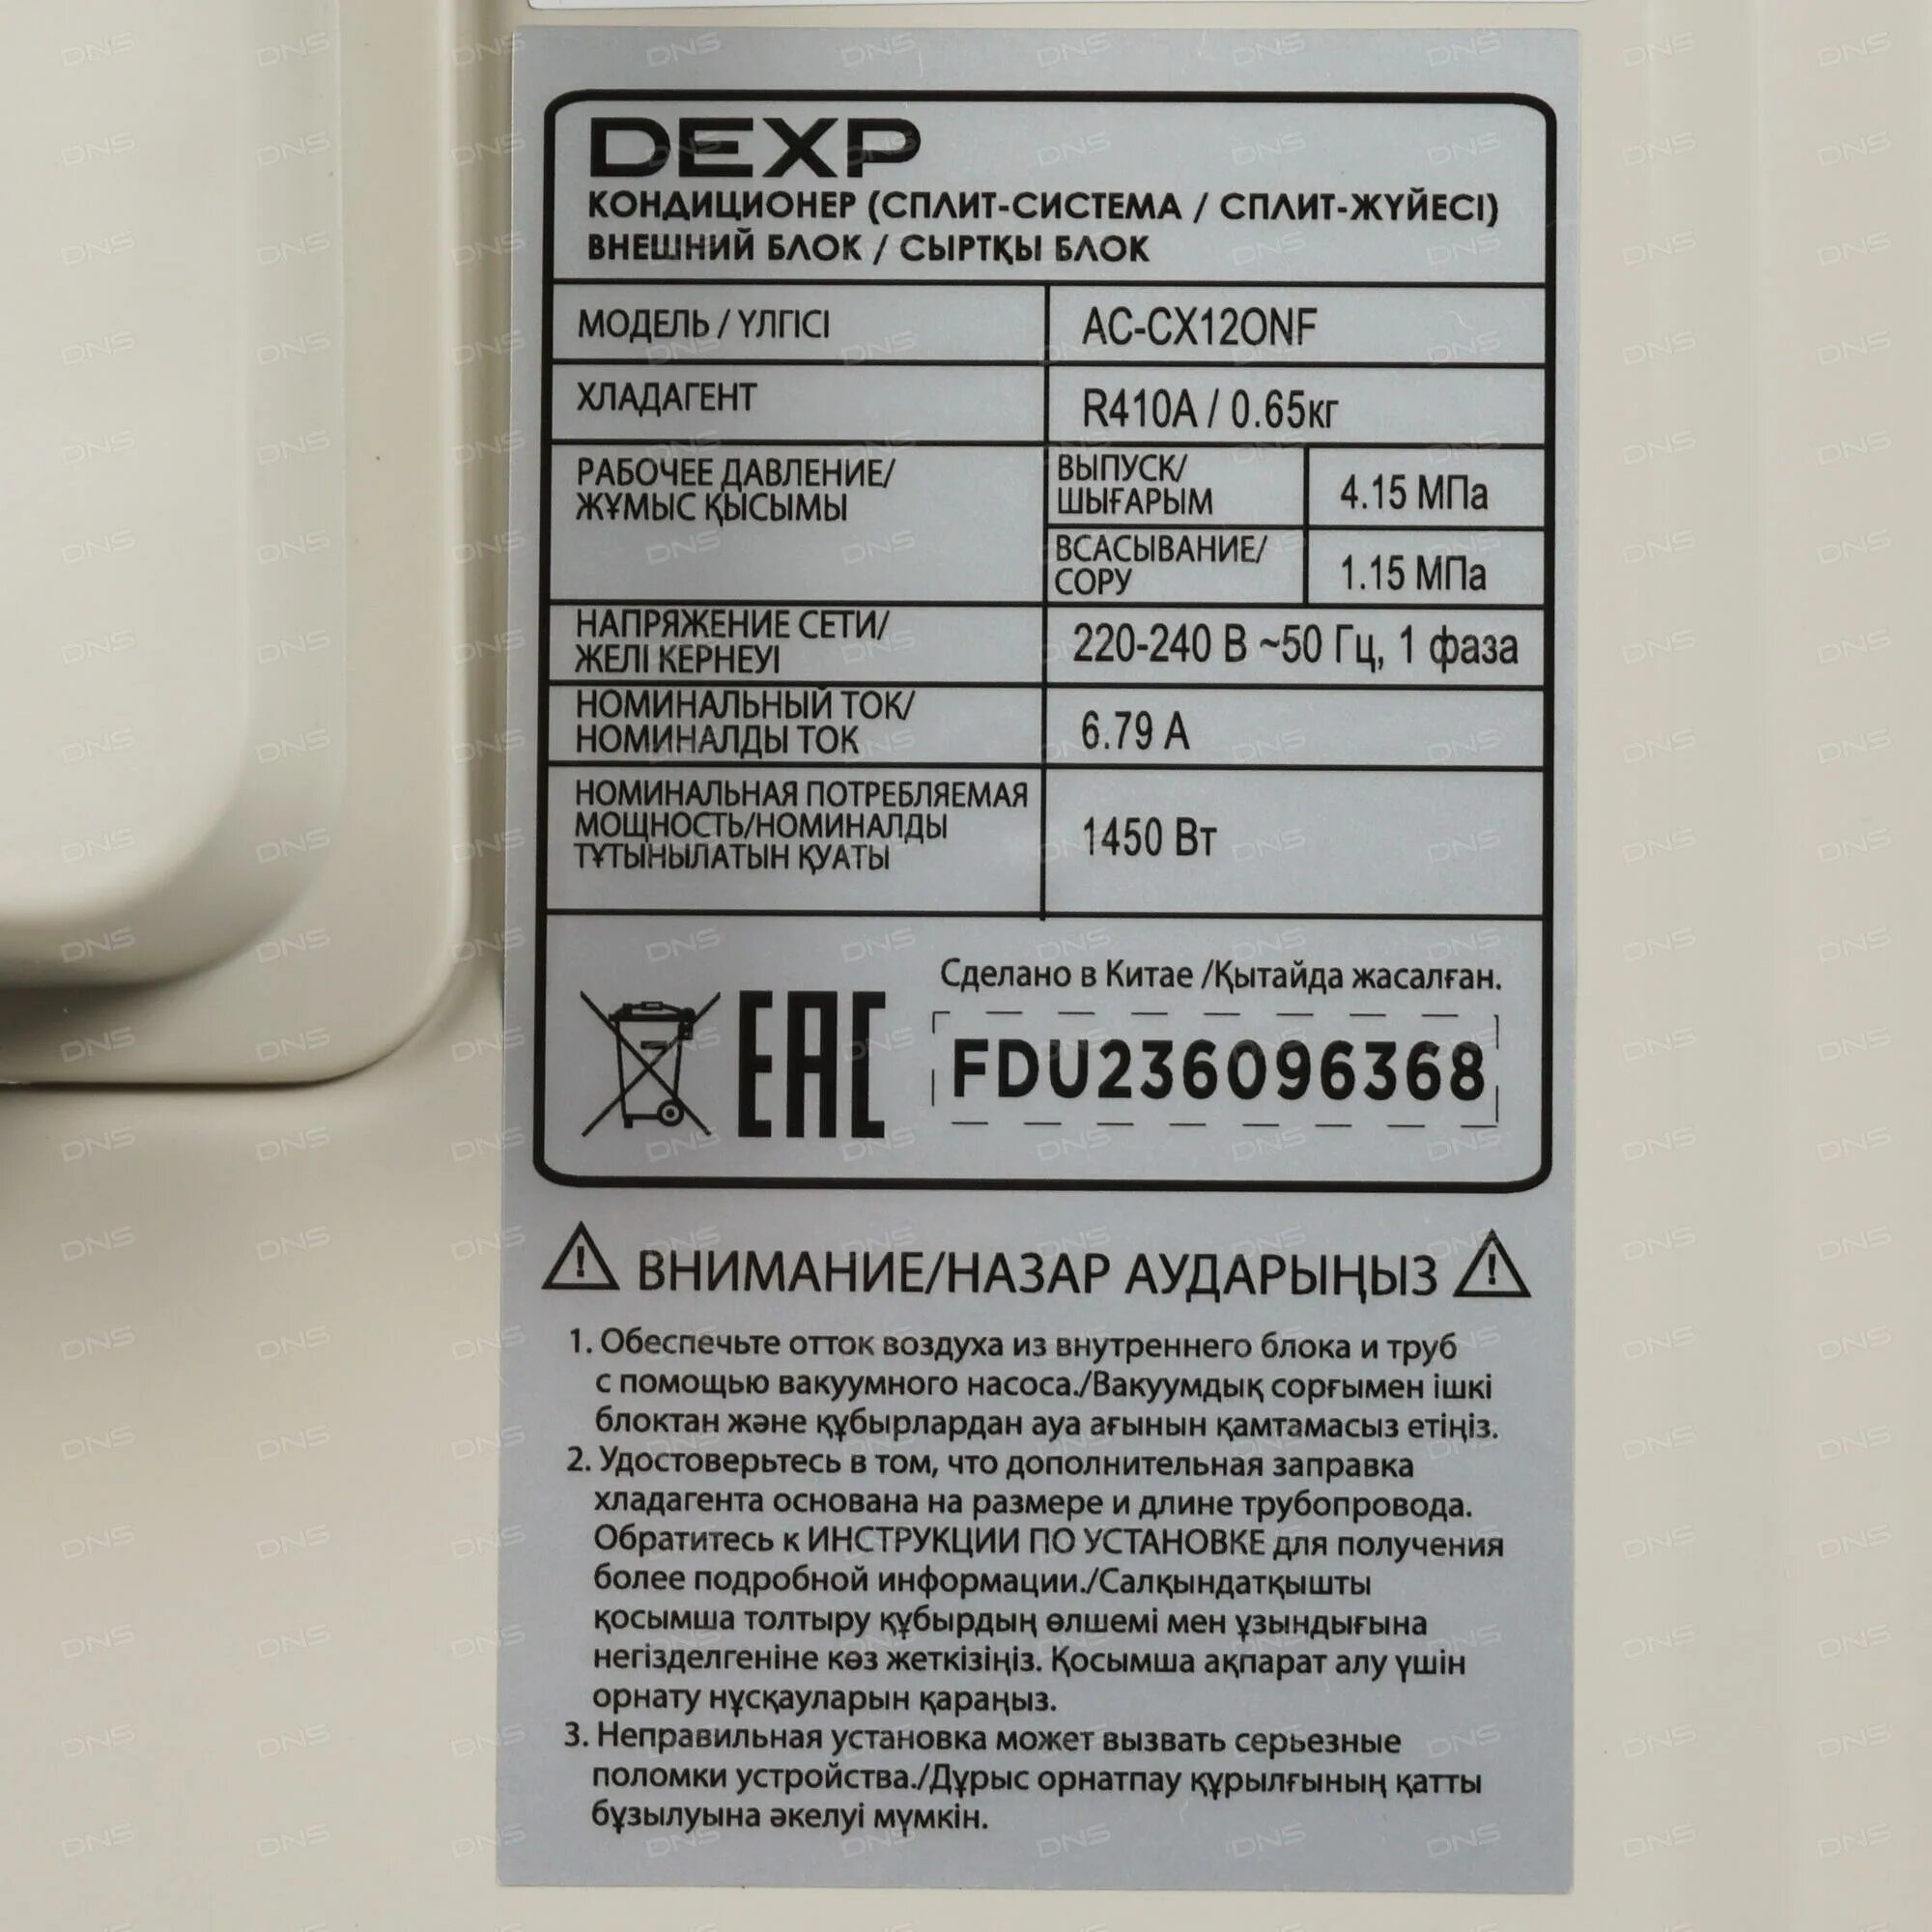 DEXP
КОНДИЦИОНЕР (СПЛИТ-СИСТЕМА / СПЛИТ-ЖҮЙЕСІ)
ВНЕШНИЙ БЛОК / СЫРТҚЫ БЛОК
МОДЕЛЬ / ҮЛГІСІ
AC-CX12ONF
ХЛАДАГЕНТ
R410A / 0.65кг
РАБОЧЕЕ ДАВЛЕНИЕ/
ЖҰМЫС ҚЫСЫМЫ
ВЫПУСК/
ШЫҒАРЫМ
4.15 МПа
ВСАСЫВАНИЕ/
СОРУ
1.15 МПа
НАПРЯЖЕНИЕ СЕТИ/
ЖЕЛІ КЕРНЕУІ
220-240 В ~50 Гц, 1 фаза
НОМИНАЛЬНЫЙ ТОК/
НОМИНАЛДЫ ТОК
6.79 А
НОМИНАЛЬНАЯ ПОТРЕБЛЯЕМАЯ
МОЩНОСТЬ/НОМИНАЛДЫ
ТҰТЫНЫЛАТЫН ҚУАТЫ
1450 Вт
Сделано в Китае /Қытайда жасалған.
EAC
FDU236096368
ВНИМАНИЕ/НАЗАР АУДАРЫҢЫЗ
1. Обеспечьте отток воздуха из внутреннего блока и труб
с помощью вакуумного насоса./Вакуумдық сорғымен ішкі
блоктан және құбырлардан ауа ағынын қамтамасыз етіңіз.
2. Удостоверьтесь в том, что дополнительная заправка
хладагента основана на размере и длине трубопровода.
Обратитесь к ИНСТРУКЦИИ ПО УСТАНОВКЕ для получения
более подробной информации./Салқындатқышты
қосымша толтыру құбырдың өлшемі мен ұзындығына
негізделгеніне көз жеткізіңіз. Қосымша ақпарат алу үшін
орнату нұсқауларын қараңыз.
3. Неправильная установка может вызвать серьезные
поломки устройства./Дұрыс орнатпау құрылғының қатты
бұзылуына әкелуі мүмкін.